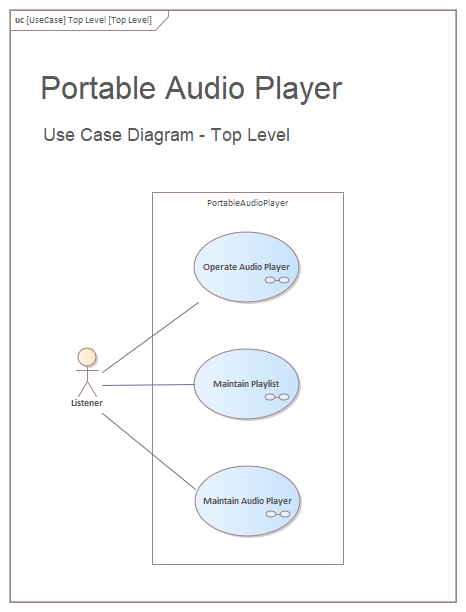 uc [UseCase] Top Level [Top Level]
Portable Audio Player
Use Case Diagram - Top Level
PortableAudioPlayer
Operate Audio Player
Maintain Playlist
Listener
Maintain Audio Player